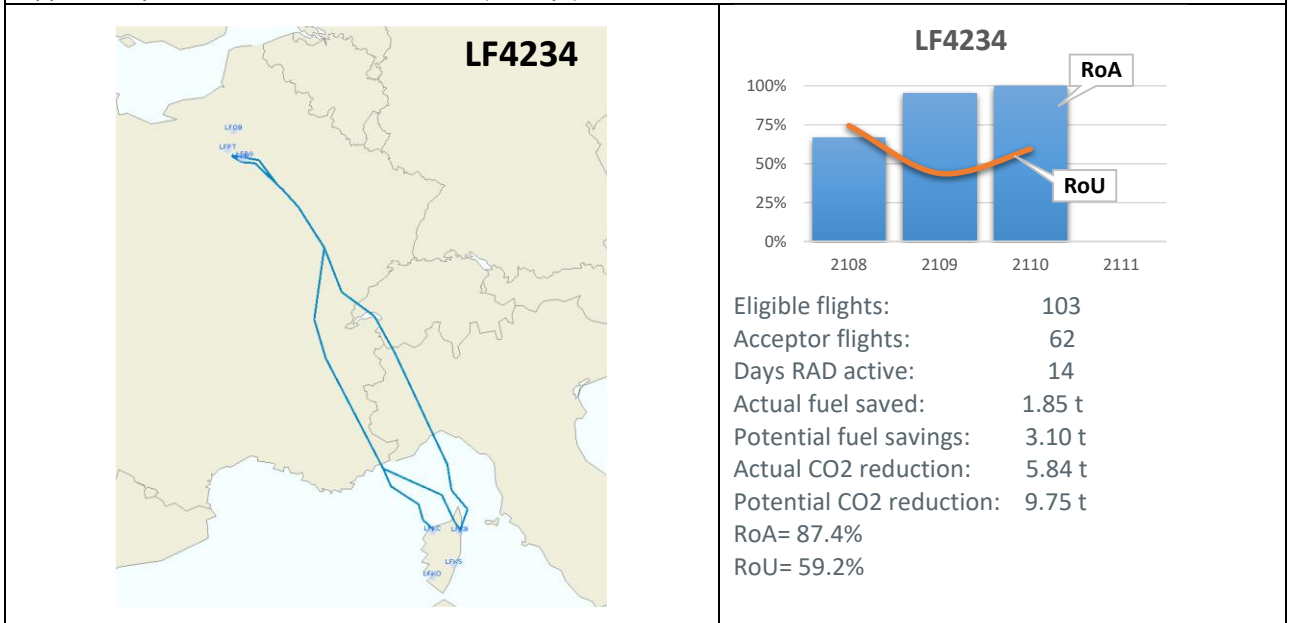 LF4234
LFOB
LFPT
LFKC
LFKS
LFKO
LF4234
RoA
100%
75%
50%
RoU
25%
0%
2108 2109 2110 2111
Eligible flights: 103
Acceptor flights: 62
Days RAD active: 14
Actual fuel saved: 1.85 t
Potential fuel savings: 3.10 t
Actual CO2 reduction: 5.84 t
Potential CO2 reduction: 9.75 t
RoA= 87.4%
RoU= 59.2%